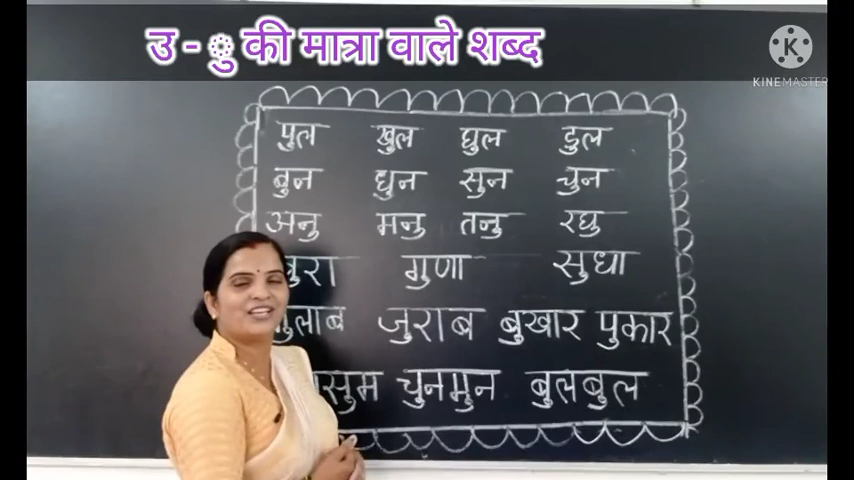 उ - ु की मात्रा वाले शब्द
KINEMASTER
पुल खुल घुल डुल
बुन धुन सुन चुन
अनु मनु तनु रघु
गुणा सुधा
जुराब बुखार पुकार
चुनमुन बुलबुल